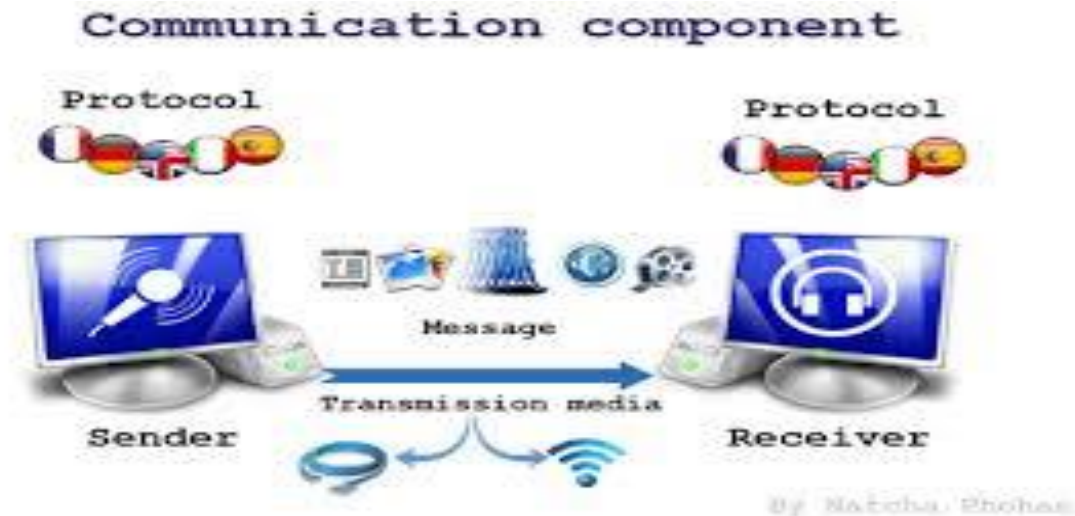 Communication component
Protocol
Protocol
Message
Transmission media
Sender
Receiver
By Natcha